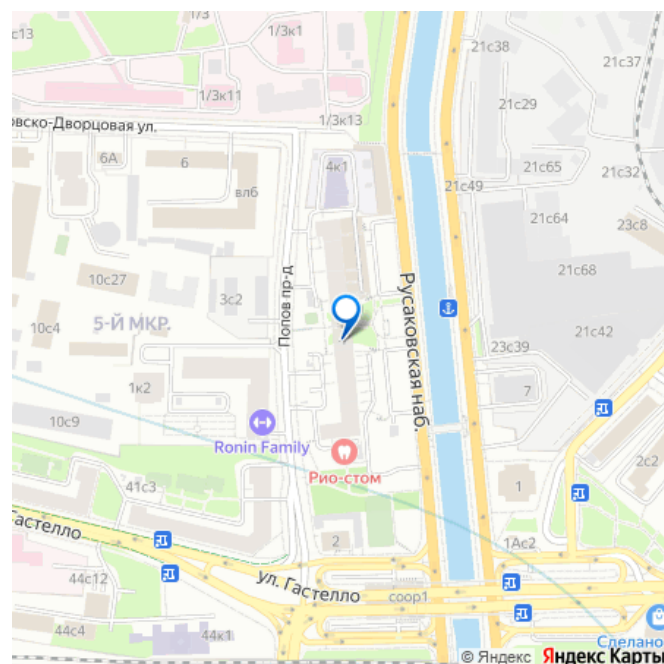 с13
1/3
1/3к1
21с38
21с37
1/3к11
1/3к13
21с29
овско-Дворцовая ул.
6А
6
4к1
21с65
21с32
вл6
21с49
21с64
23с8
10с27
3с2
Попов пр-д
Русаковская наб.
21с68
10с4
5-Й МКР.
21с42
23с39
1к2
7
10с9
Ronin Family
Рио-стом
2с2
41с3
1
Гастелло
2
1Ас2
44с12
ул. Гастелло
соор1
44с4
44к1
Сделано
© Яндекс Яндекс Карты